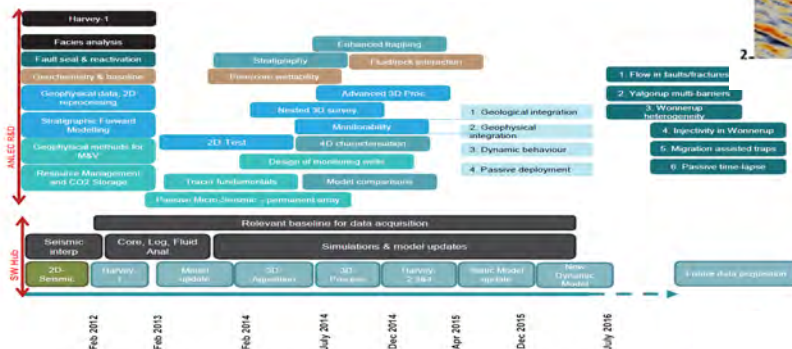 Harvey-1
Facies analysis
Enhanced mapping
Fault seal & reactivation
Stratigraphy
Fluid/rock interaction
Geochemistry & baseline
Formation wettability
1. Flow in faults/fractures
Geophysical data, 2D
reprocessing
Advanced 3D Proc.
2. Yalgorup multi-barriers
Nested 3D survey
1. Geological integration
3. Wonnerup
heterogeneity
Stratigraphic Forward
Modelling
Monitorability
2. Geophysical
integration
4. Injectivity in Wonnerup
Geophysical methods for
M&V
2D Test
4D characterisation
3. Dynamic behaviour
5. Migration assisted traps
Design of monitoring wells
4. Passive deployment
6. Passive time-lapse
Resource Management
and CO2 Storage
Tracer fundamentals
Model comparisons
Passive Micro-Seismic – permanent array
ANLEC R&D
Relevant baseline for data acquisition
Seismic
interp
Core, Log, Fluid
Anal.
Simulations & model updates
SW Hub
2D-
Seismic
Harvey-
1
Model
update
3D-
Aquisition
3D-
Process
Harvey-
2,3&4
Static Model
update
New
Dynamic
Model
Future data acquisition
Feb 2012
Feb 2013
Feb 2014
July 2014
Dec 2014
Apr 2015
Dec 2015
July 2016
2